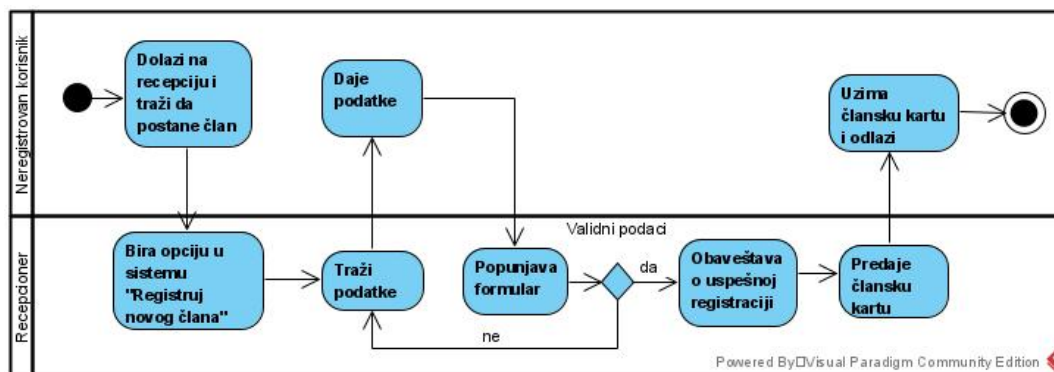 Neregistrovan korisnik
Dolazi na
recepciju i
traži da
postane član
Daje
podatke
Uzima
člansku kartu
i odlazi
Recepcioner
Bira opciju u
sistemu
"Registruj
novog člana"
Traži
podatke
Popunjava
formular
Validni podaci
da
ne
Obaveštava
o uspešnoj
registraciji
Predaje
člansku
kartu
Powered By□Visual Paradigm Community Edition